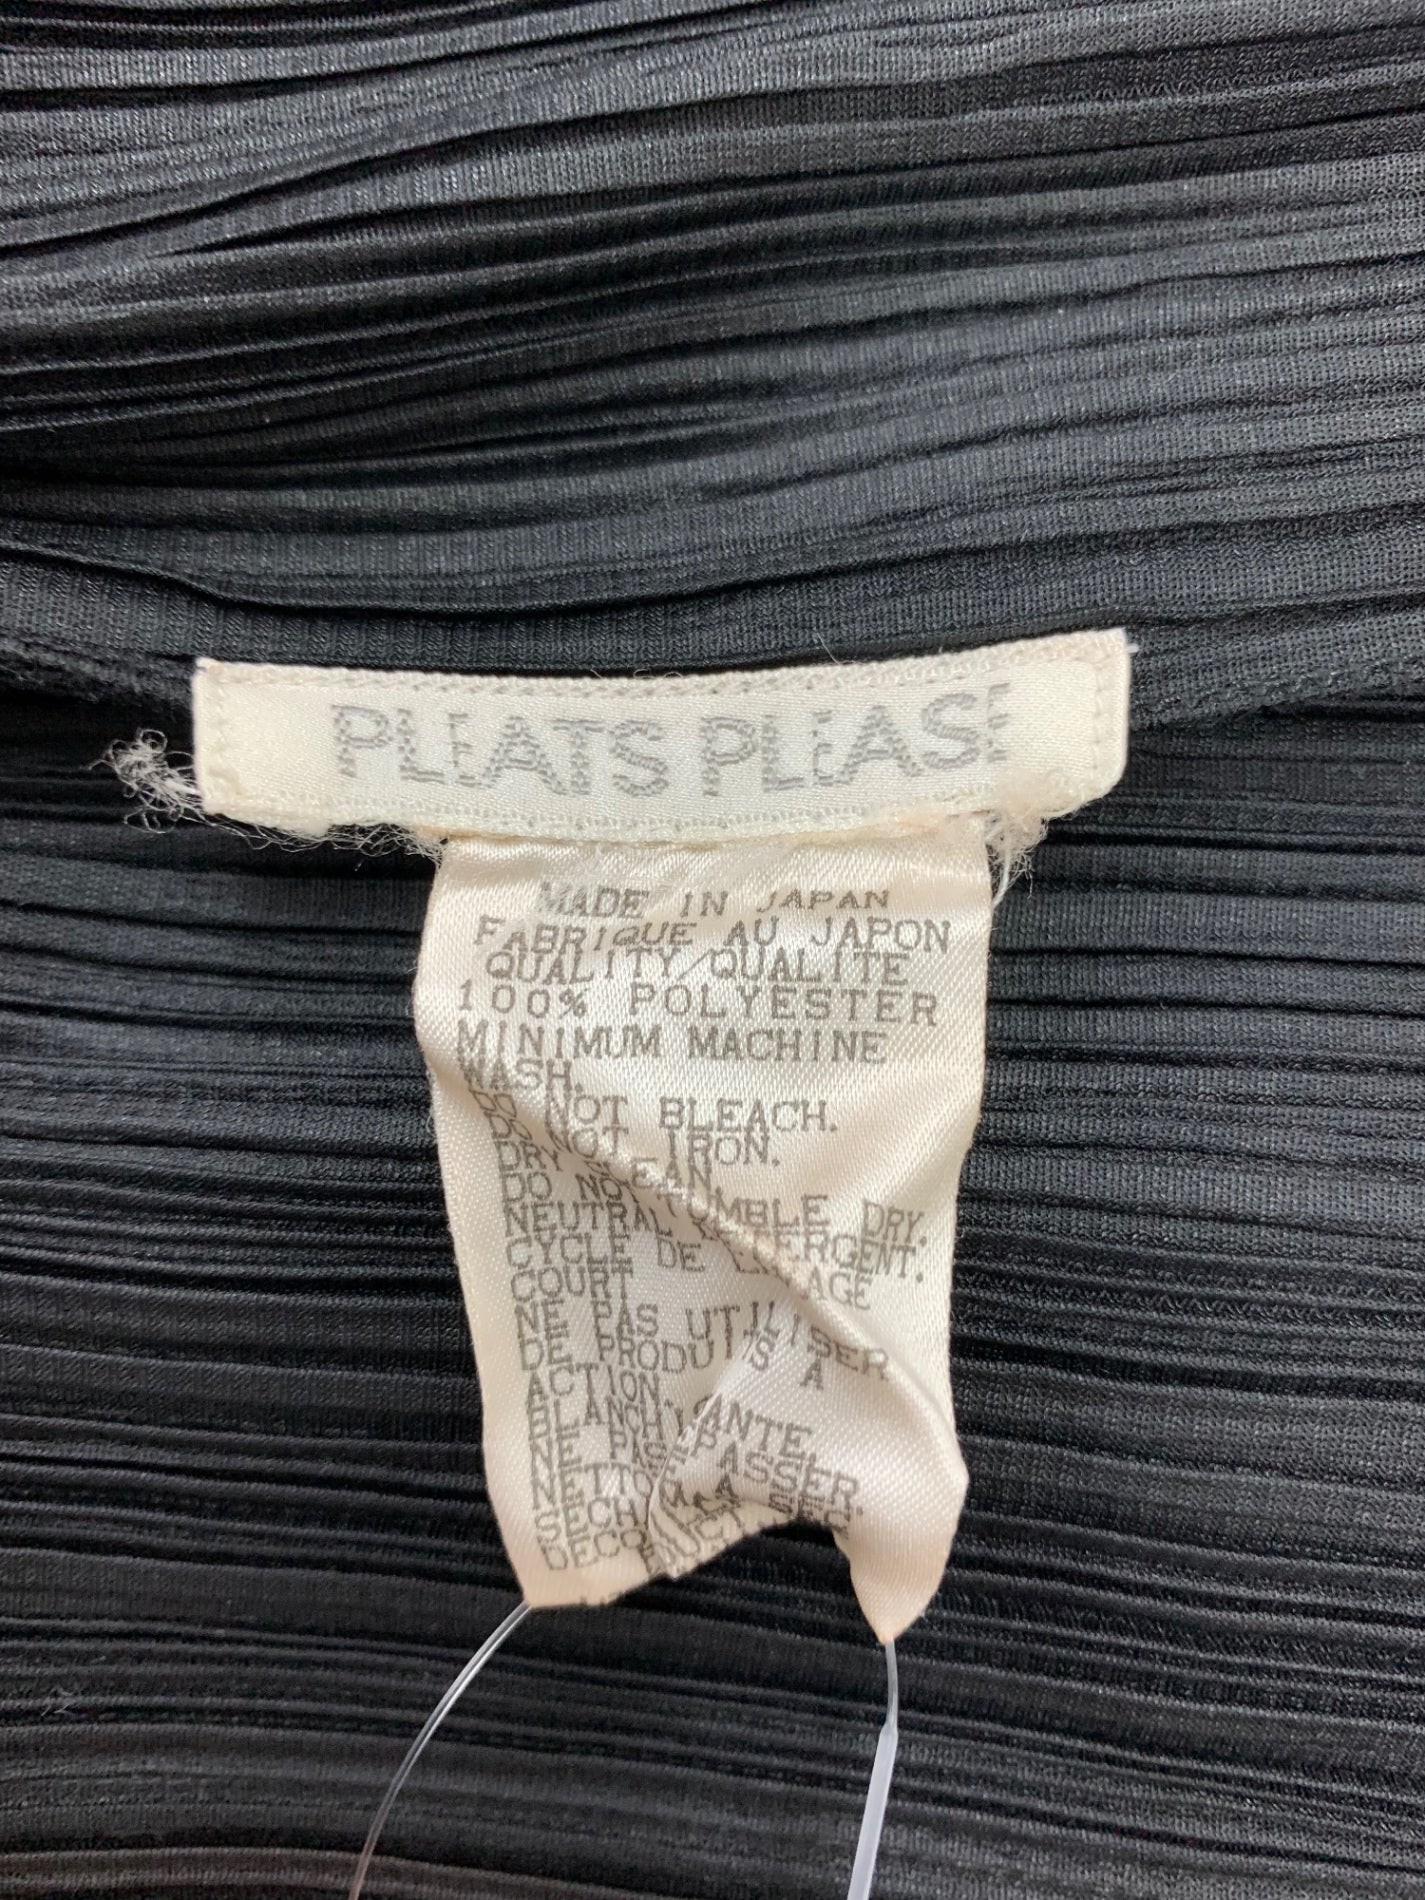 PLEATS PLEASE
MADE IN JAPAN
FABRIQUE AU JAPON
QUALITY/QUALITE
100% POLYESTER
MINIMUM MACHINE
WASH.
DO NOT BLEACH.
DO NOT IRON.
DRY CLEAN.
DO NOT TUMBLE DRY.
NEUTRAL DETERGENT.
CYCLE DE LAVAGE
COURT
NE PAS UTILISER
DE PRODUITS A
ACTION
BLANCHISSANTE.
NE PAS REPASSER.
NETTOYAGE A
SEC